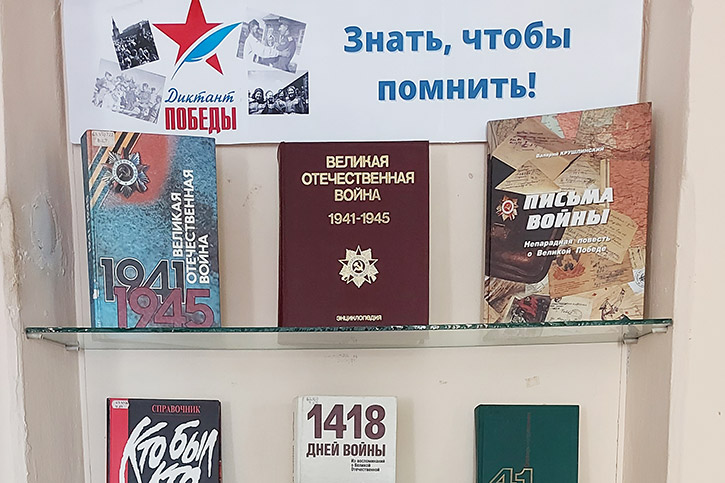 Диктант
ПОБЕДЫ
Знать, чтобы
помнить!
ВЕЛИКАЯ
ОТЕЧЕСТВЕННАЯ
ВОЙНА
1941
1945
ВЕЛИКАЯ
ОТЕЧЕСТВЕННАЯ
ВОЙНА
1941-1945
ЭНЦИКЛОПЕДИЯ
Валерий КРУШЛИНСКИЙ
ПИСЬМА
ВОЙНЫ
Непарадная повесть
о Великой Победе
СПРАВОЧНИК
Кто был
кто
1418
ДНЕЙ ВОЙНЫ
Из воспоминаний
о Великой
Отечественной
41